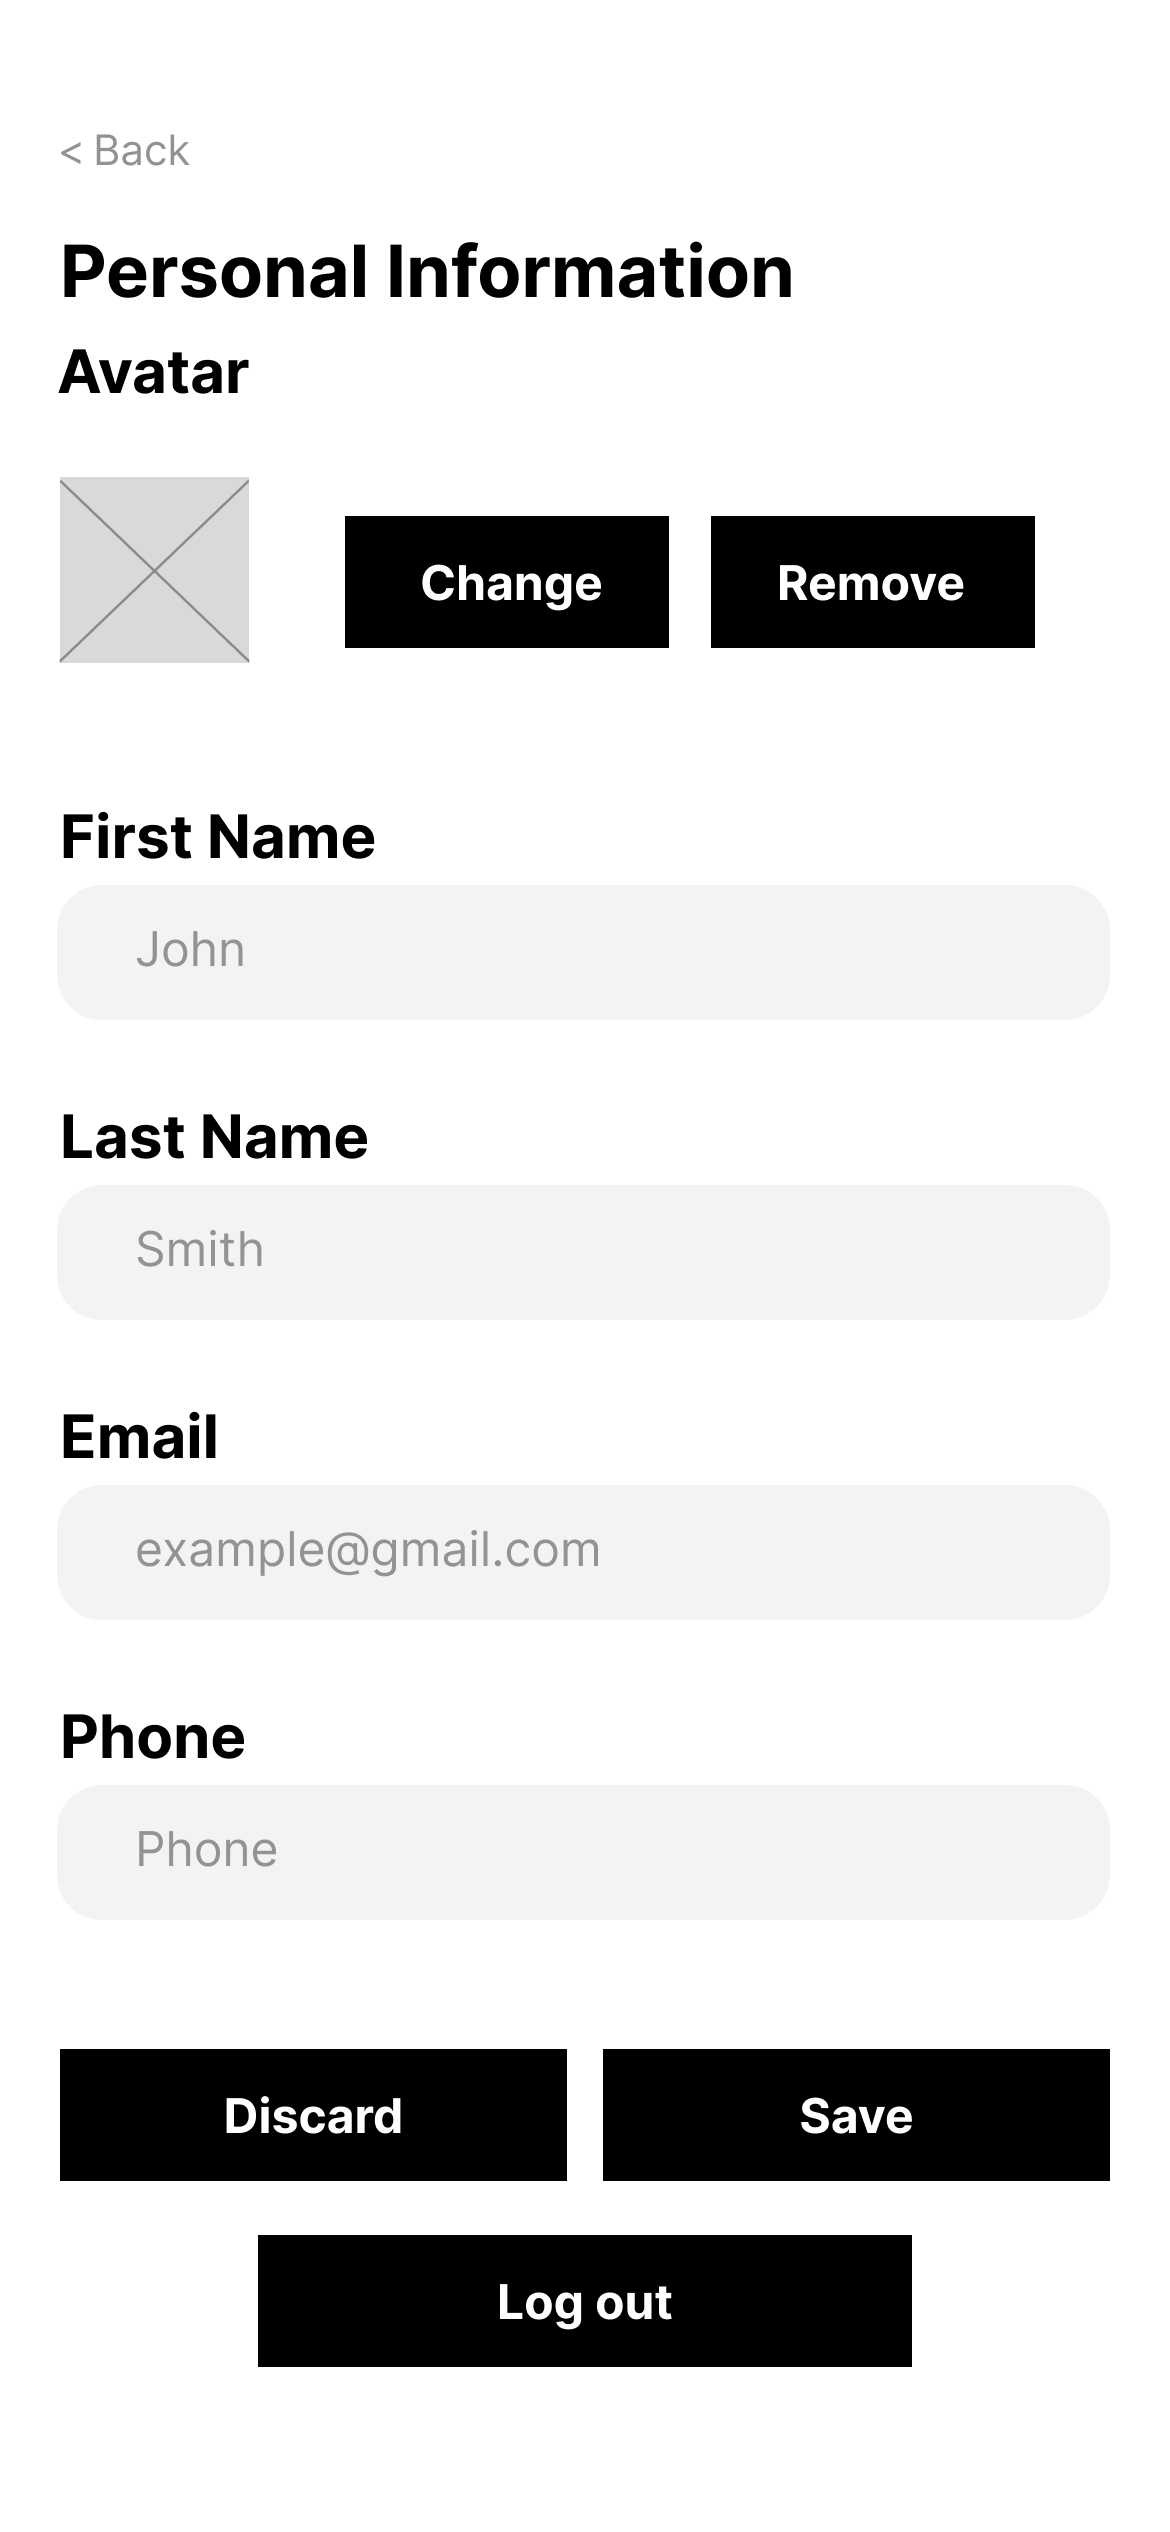 < Back
Personal Information
Avatar
Change Remove
First Name
John
Last Name
Smith
Email
example@gmail.com
Phone
Phone
Discard Save
Log out